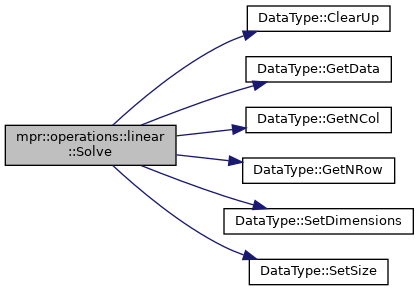 mpr::operations::linear
::Solve
DataType::ClearUp
DataType::GetData
DataType::GetNCol
DataType::GetNRow
DataType::SetDimensions
DataType::SetSize